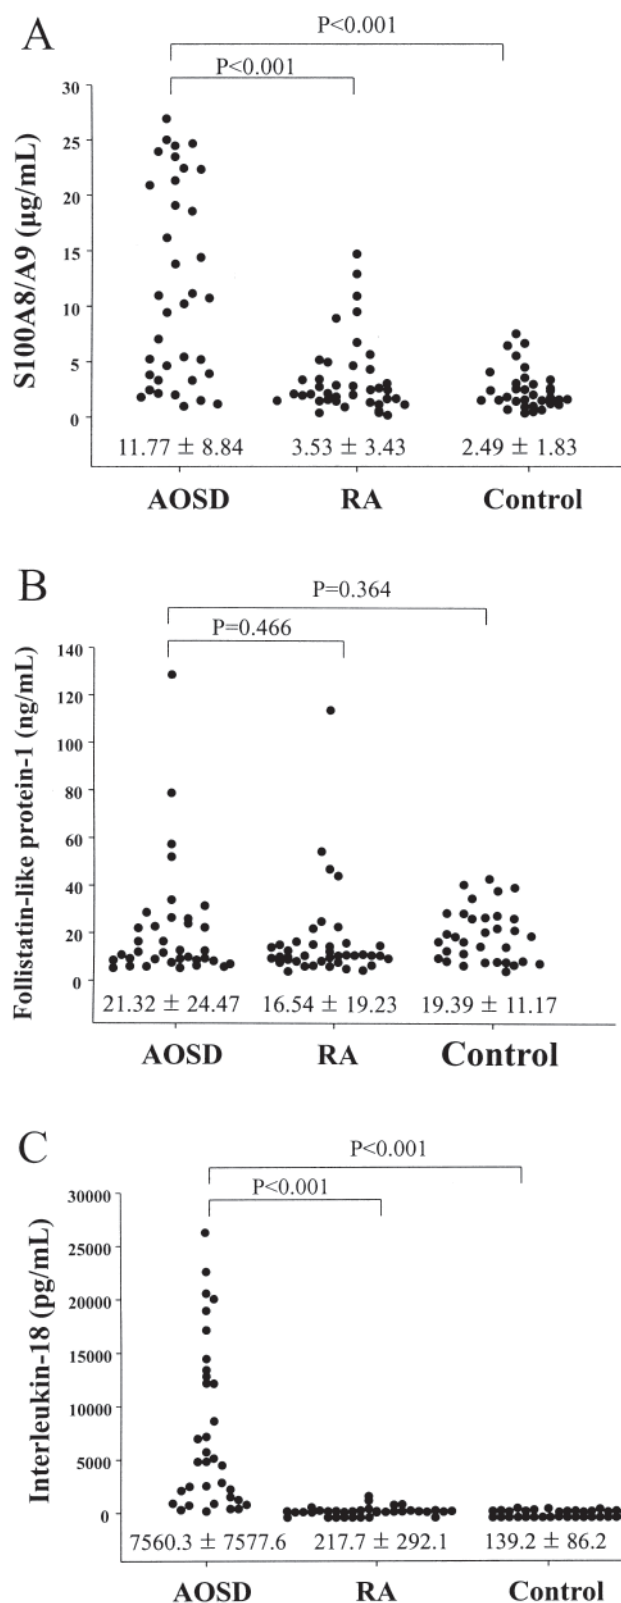 A
P<0.001
P<0.001
S100A8/A9 (μg/mL)
30
25
20
15
10
5
0
11.77 ± 8.84 3.53 ± 3.43 2.49 ± 1.83
AOSD RA Control
B
P=0.364
P=0.466
Follistatin-like protein-1 (ng/mL)
140
120
100
80
60
40
20
0
21.32 ± 24.47 16.54 ± 19.23 19.39 ± 11.17
AOSD RA Control
C
P<0.001
P<0.001
Interleukin-18 (pg/mL)
30000
25000
20000
15000
10000
5000
0
7560.3 ± 7577.6 217.7 ± 292.1 139.2 ± 86.2
AOSD RA Control